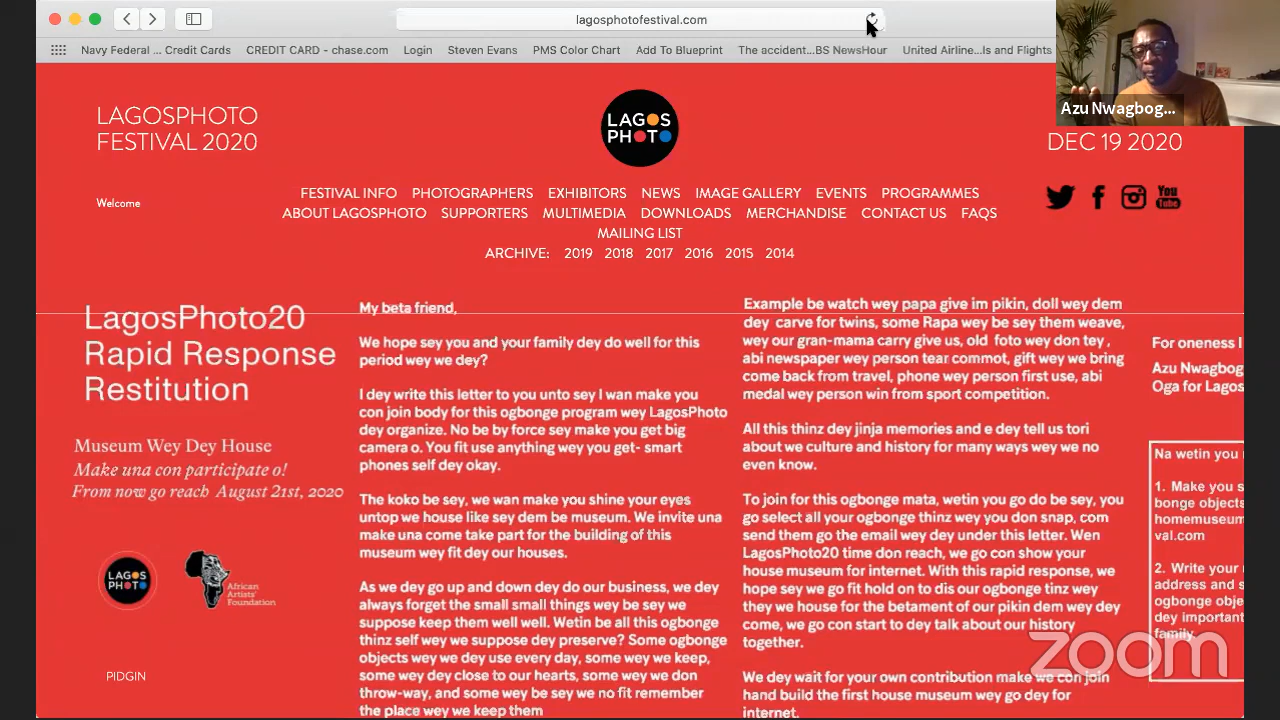 lagosphotofestival.com
Navy Federal ... Credit Cards
CREDIT CARD - chase.com
Login
Steven Evans
PMS Color Chart
Add To Blueprint
The accident...BS NewsHour
United Airline...ls and Flights
Azu Nwagbog...
LAGOSPHOTO
FESTIVAL 2020
LAGOS
PHOTO
DEC 19 2020
Welcome
FESTIVAL INFO PHOTOGRAPHERS EXHIBITORS NEWS IMAGE GALLERY EVENTS PROGRAMMES
ABOUT LAGOSPHOTO SUPPORTERS MULTIMEDIA DOWNLOADS MERCHANDISE CONTACT US FAQS
MAILING LIST
ARCHIVE: 2019 2018 2017 2016 2015 2014
You
Tube
LagosPhoto20
Rapid Response
Restitution
Museum Wey Dey House
Make una con participate o!
From now go reach August 21st, 2020
LAGOS
PHOTO
African
Artists'
Foundation
PIDGIN
My beta friend,
We hope sey you and your family dey do well for this
period wey we dey?
I dey write this letter to you unto sey I wan make you
con join body for this ogbonge program wey LagosPhoto
dey organize. No be by force sey make you get big
camera o. You fit use anything wey you get- smart
phones self dey okay.
The koko be sey, we wan make you shine your eyes
untop we house like sey dem be museum. We invite una
make una come take part for the building of this
museum wey fit dey our houses.
As we dey go up and down dey do our business, we dey
always forget the small small things wey be sey we
suppose keep them well well. Wetin be all this ogbonge
thinz self wey we suppose dey preserve? Some ogbonge
objects wey we dey use every day, some wey we keep,
some wey dey close to our hearts, some wey we don
throw-way, and some wey be sey we no fit remember
the place wey we keep them
Example be watch wey papa give im pikin, doll wey dem
dey carve for twins, some Rapa wey be sey them weave,
wey our gran-mama carry give us, old foto wey don tey ,
abi newspaper wey person tear commot, gift wey we bring
come back from travel, phone wey person first use, abi
medal wey person win from sport competition.
All this thinz dey jinja memories and e dey tell us tori
about we culture and history for many ways wey we no
even know.
To join for this ogbonge mata, wetin you go do be sey, you
go select all your ogbonge thinz wey you don snap, com
send them go the email wey dey under this letter. Wen
LagosPhoto20 time don reach, we go con show your
house museum for internet. With this rapid response, we
hope sey we go fit hold on to dis our ogbonge tinz wey
they we house for the betament of our pikin dem wey dey
come, we go con start to dey talk about our history
together.
We dey wait for your own contribution make we con join
hand build the first house museum wey go dey for
internet.
For oneness
Azu Nwagbog
Oga for Lagos
Na wetin you
1. Make you s
bonge objects
homemuseum
val.com
2. Write your
address and s
ogbonge obje
dey important
family.
zoom